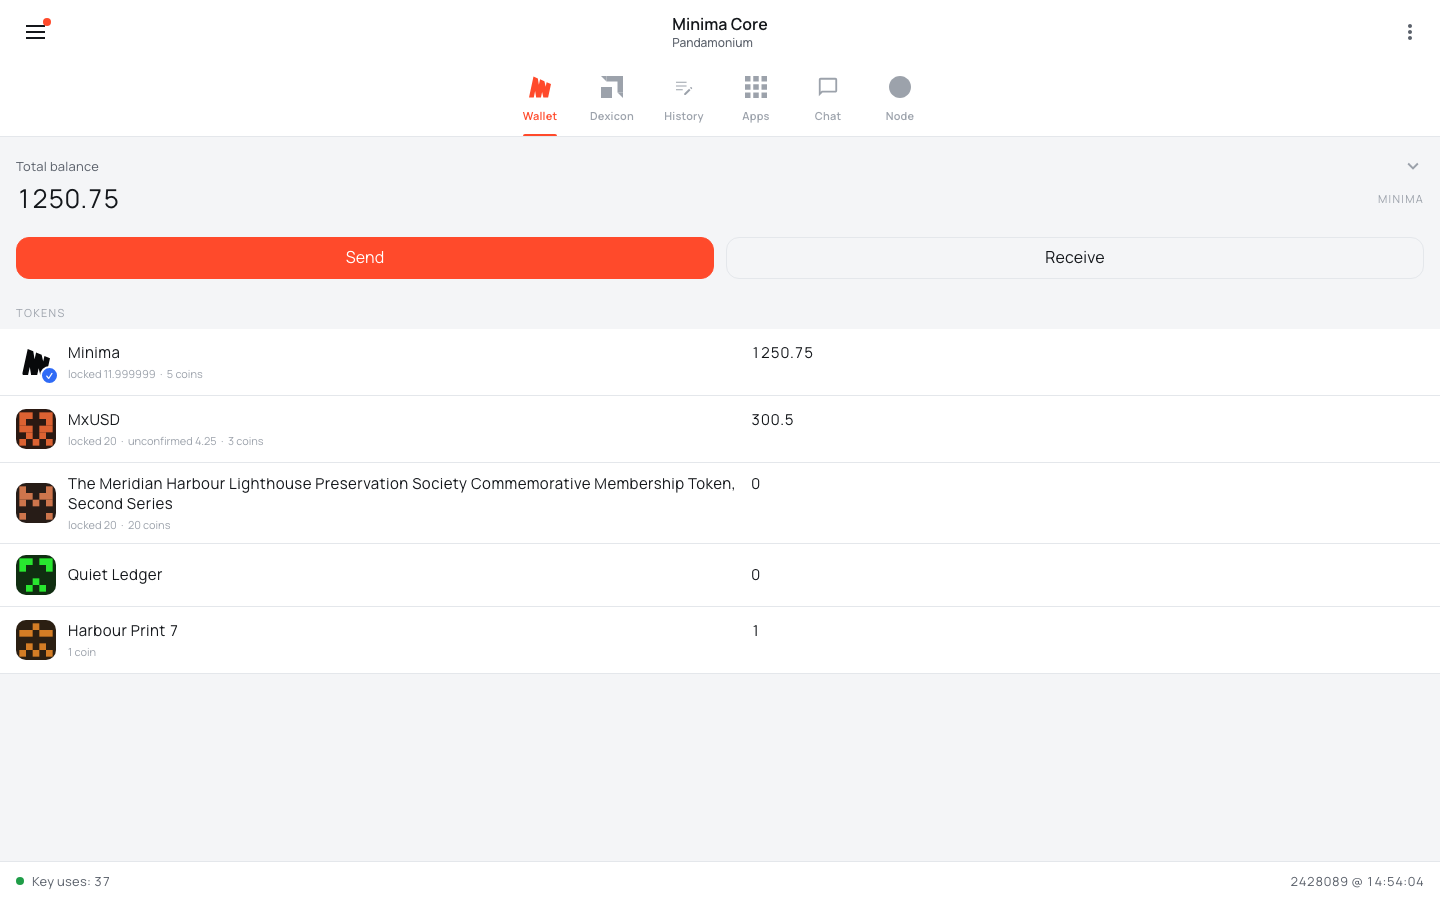 Minima Core
Pandamonium
Wallet
Dexicon
History
Apps
Chat
Node
Total balance
1250.75
MINIMA
Send
Receive
TOKENS
Minima
1250.75
locked 11.999999 · 5 coins
MxUSD
300.5
locked 20 · unconfirmed 4.25 · 3 coins
The Meridian Harbour Lighthouse Preservation Society Commemorative Membership Token,
0
Second Series
locked 20 · 20 coins
Quiet Ledger
0
Harbour Print 7
1
1 coin
Key uses: 37
2428089 @ 14:54:04